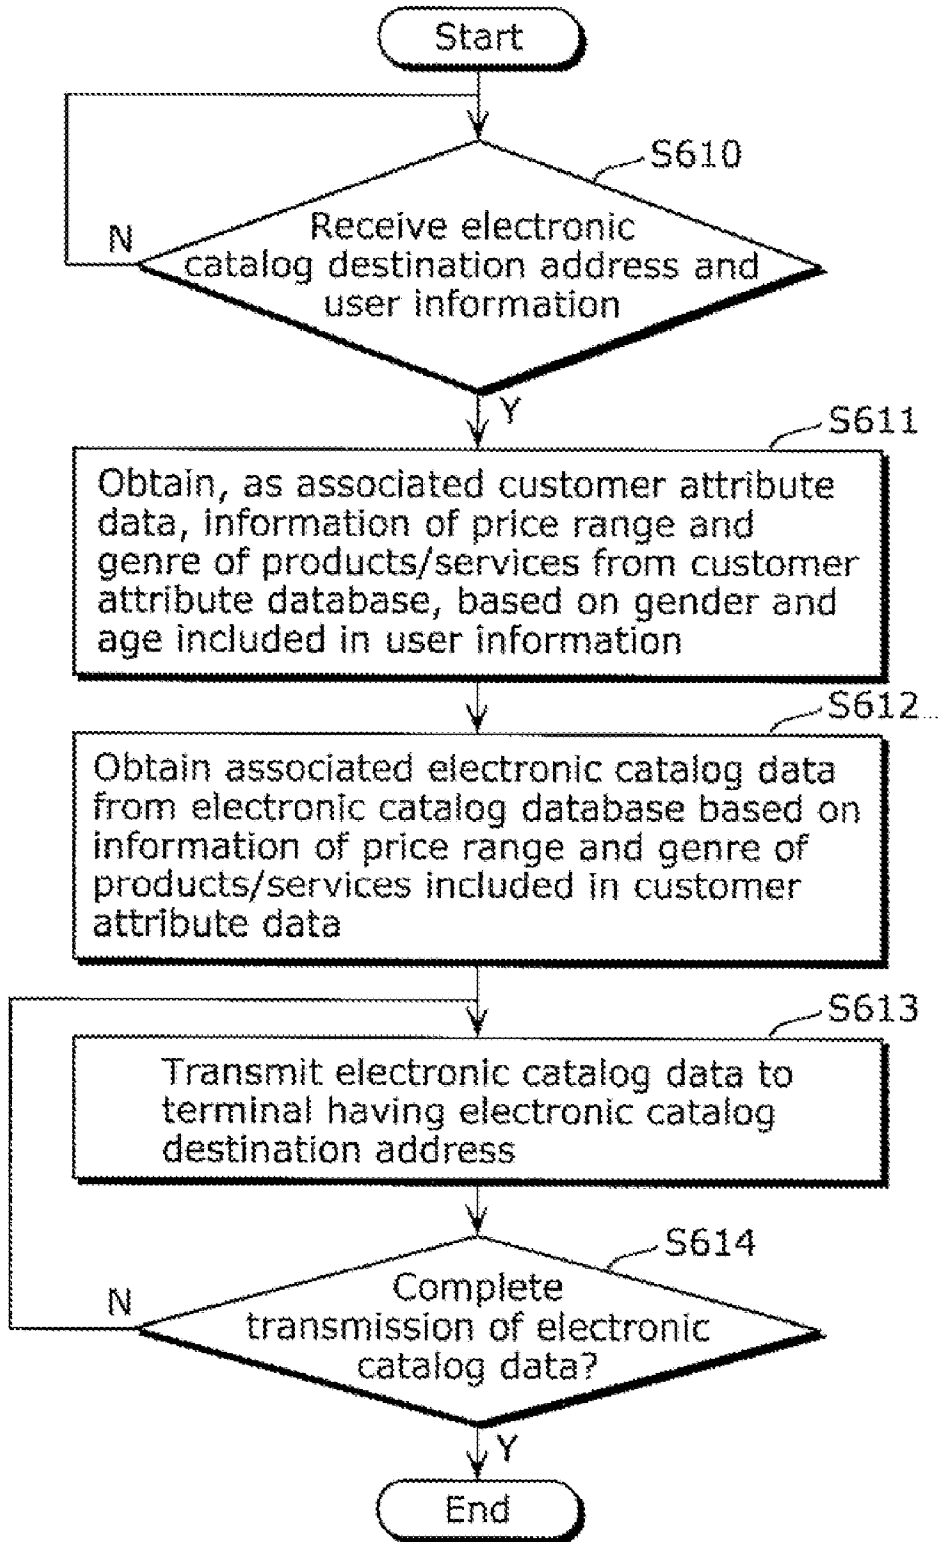 Start
S610
Receive electronic
catalog destination address and
user information
N
Y
S611
Obtain, as associated customer attribute
data, information of price range and
genre of products/services from customer
attribute database, based on gender and
age included in user information
S612
Obtain associated electronic catalog data
from electronic catalog database based on
information of price range and genre of
products/services included in customer
attribute data
S613
Transmit electronic catalog data to
terminal having electronic catalog
destination address
S614
Complete
transmission of electronic
catalog data?
N
Y
End